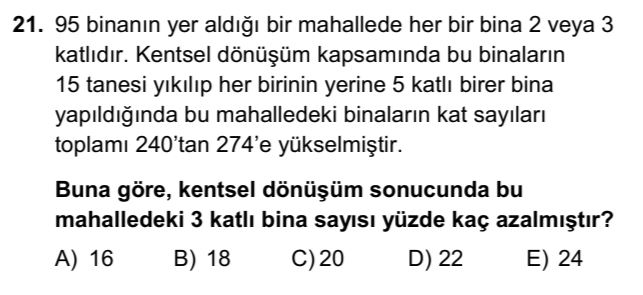 21. 95 binanın yer aldığı bir mahallede her bir bina 2 veya 3
katlıdır. Kentsel dönüşüm kapsamında bu binaların
15 tanesi yıkılıp her birinin yerine 5 katlı birer bina
yapıldığında bu mahalledeki binaların kat sayıları
toplamı 240’tan 274’e yükselmiştir.
Buna göre, kentsel dönüşüm sonucunda bu
mahalledeki 3 katlı bina sayısı yüzde kaç azalmıştır?
A) 16 B) 18 C) 20 D) 22 E) 24